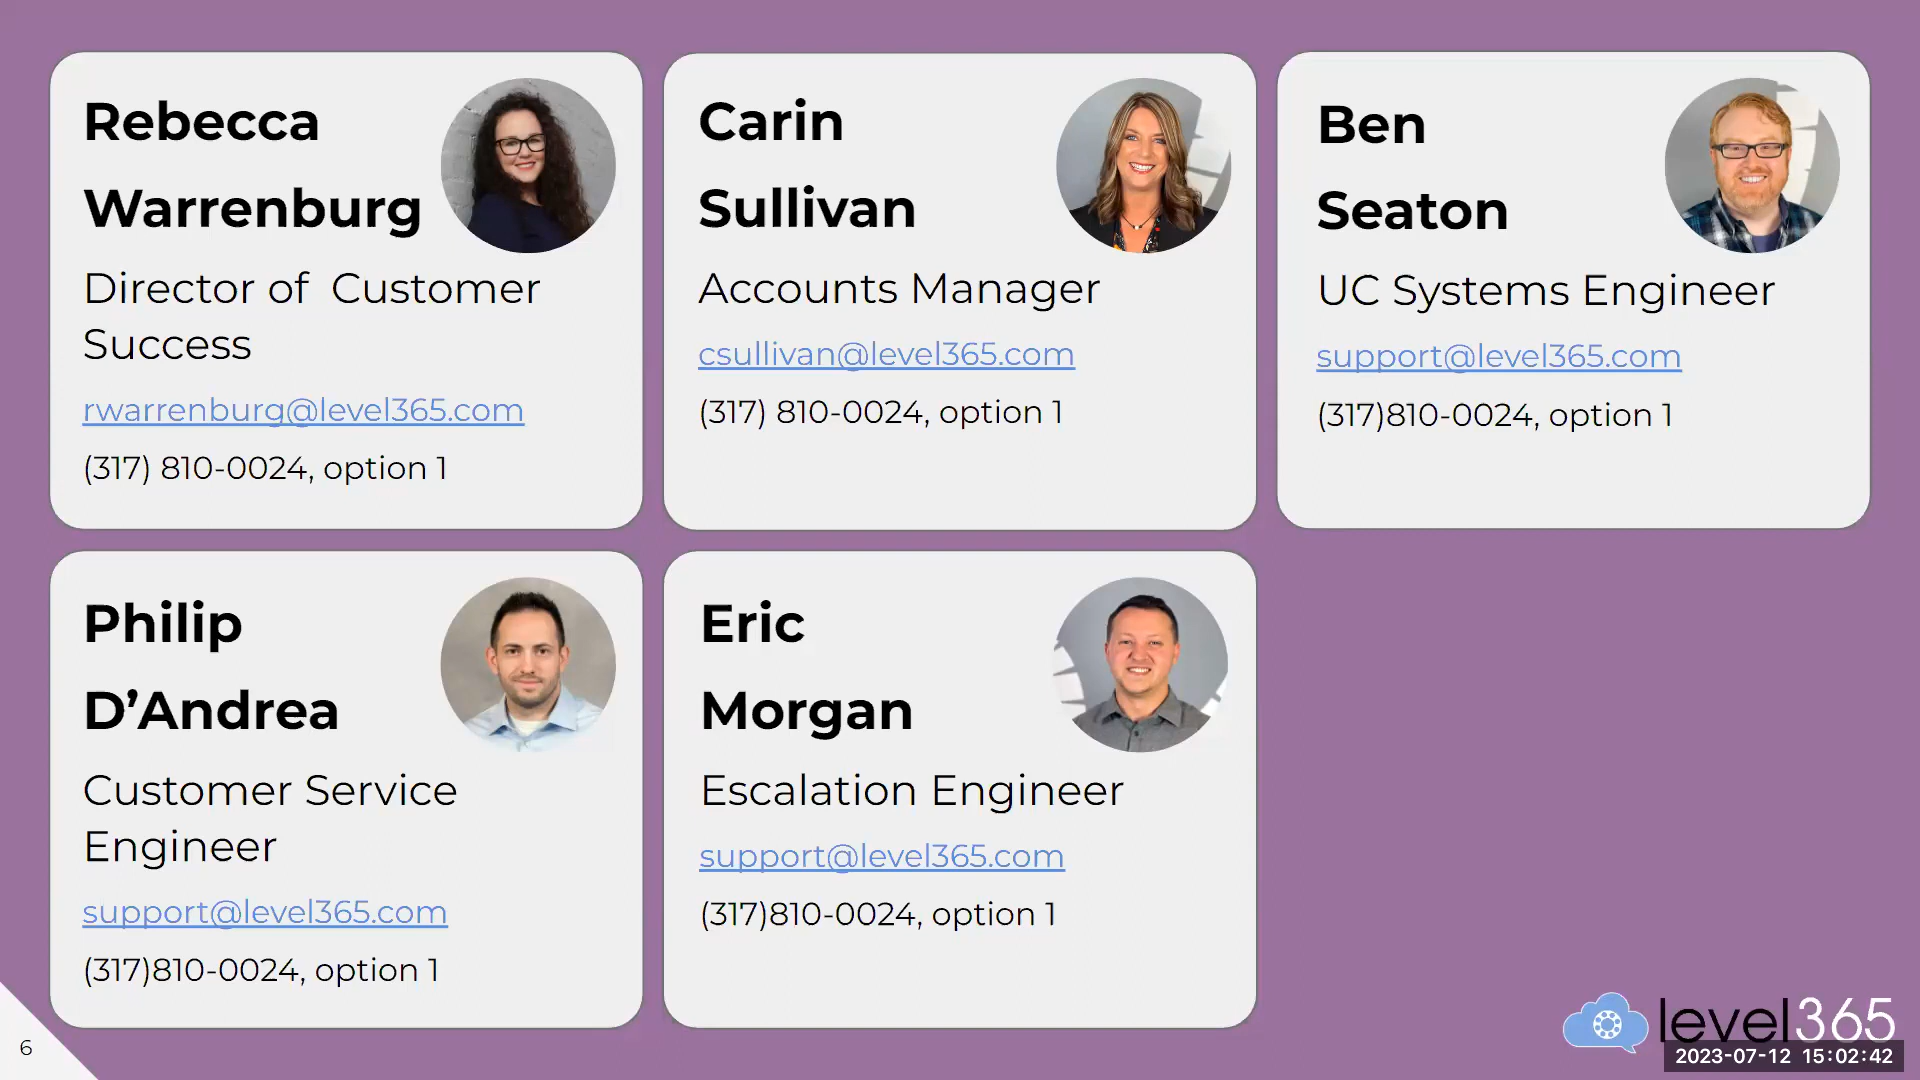 Rebecca
Warrenburg
Director of  Customer
Success
rwarrenburg@level365.com
(317) 810-0024, option 1
Carin
Sullivan
Accounts Manager
csullivan@level365.com
(317) 810-0024, option 1
Ben
Seaton
UC Systems Engineer
support@level365.com
(317)810-0024, option 1
Philip
D’Andrea
Customer Service
Engineer
support@level365.com
(317)810-0024, option 1
Eric
Morgan
Escalation Engineer
support@level365.com
(317)810-0024, option 1
6
level365
2023-07-12 15:02:42